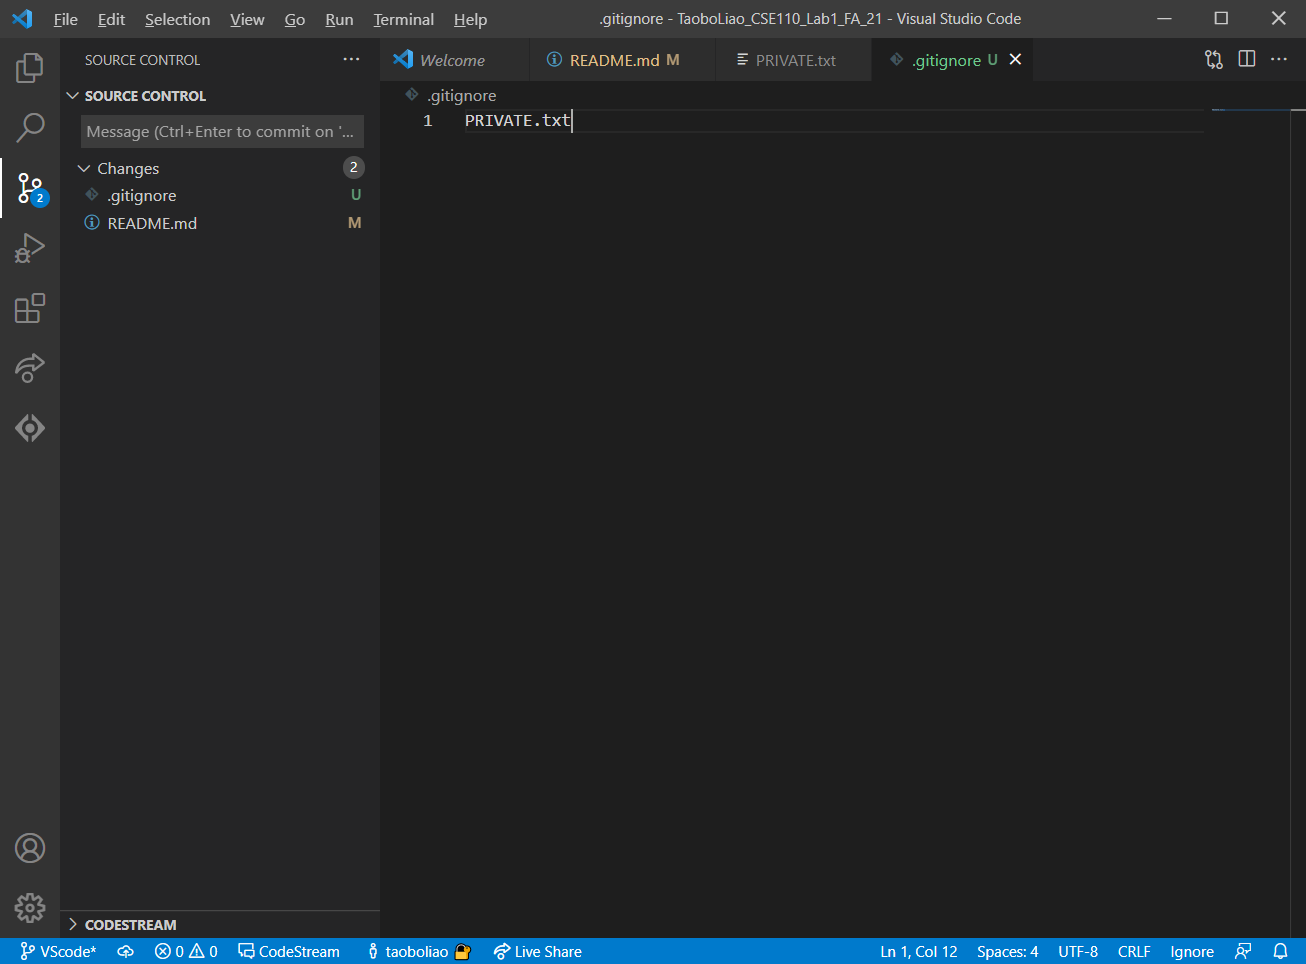 File Edit Selection View Go Run Terminal Help .gitignore - TaoboLiao_CSE110_Lab1_FA_21 - Visual Studio Code
SOURCE CONTROL ···
Welcome README.md M PRIVATE.txt .gitignore U
SOURCE CONTROL
.gitignore
Message (Ctrl+Enter to commit on '...
1 PRIVATE.txt
Changes 2
.gitignore U
2
README.md M
CODESTREAM
VScode* 0 0 CodeStream taoboliao Live Share Ln 1, Col 12 Spaces: 4 UTF-8 CRLF Ignore